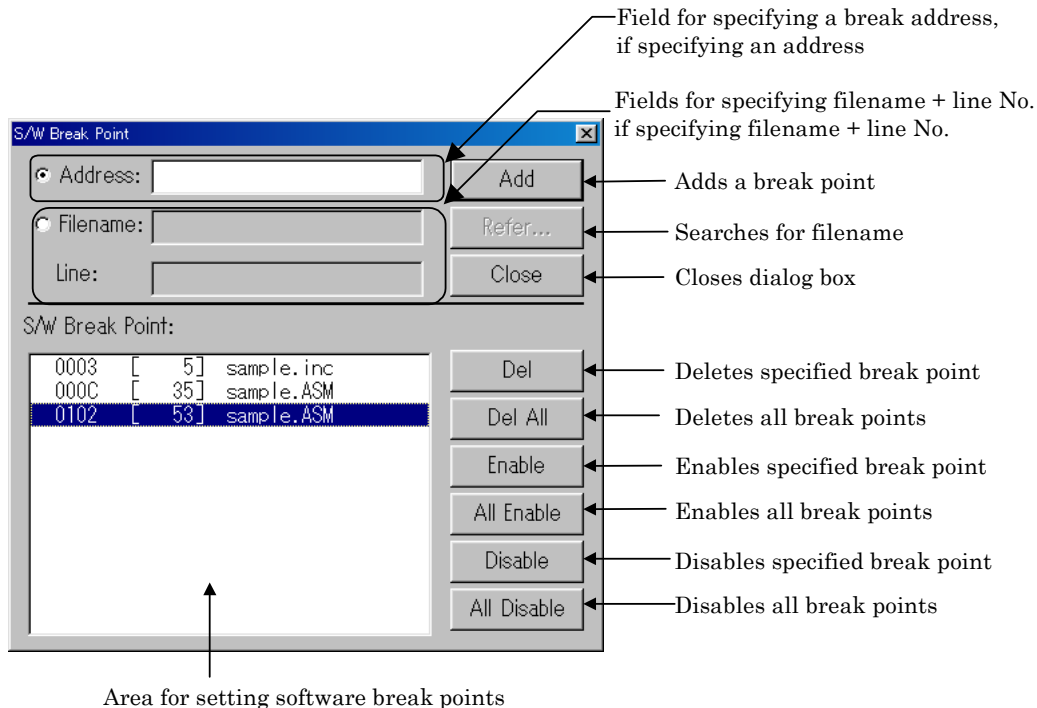 Field for specifying a break address,
if specifying an address
Fields for specifying filename + line No.
if specifying filename + line No.
S/W Break Point
Address:
Add
Adds a break point
Filename:
Refer...
Searches for filename
Line:
Close
Closes dialog box
S/W Break Point:
0003 [ 5] sample.inc
000C [ 35] sample.ASM
0102 [ 53] sample.ASM
Del
Deletes specified break point
Del All
Deletes all break points
Enable
Enables specified break point
All Enable
Enables all break points
Disable
Disables specified break point
All Disable
Disables all break points
Area for setting software break points